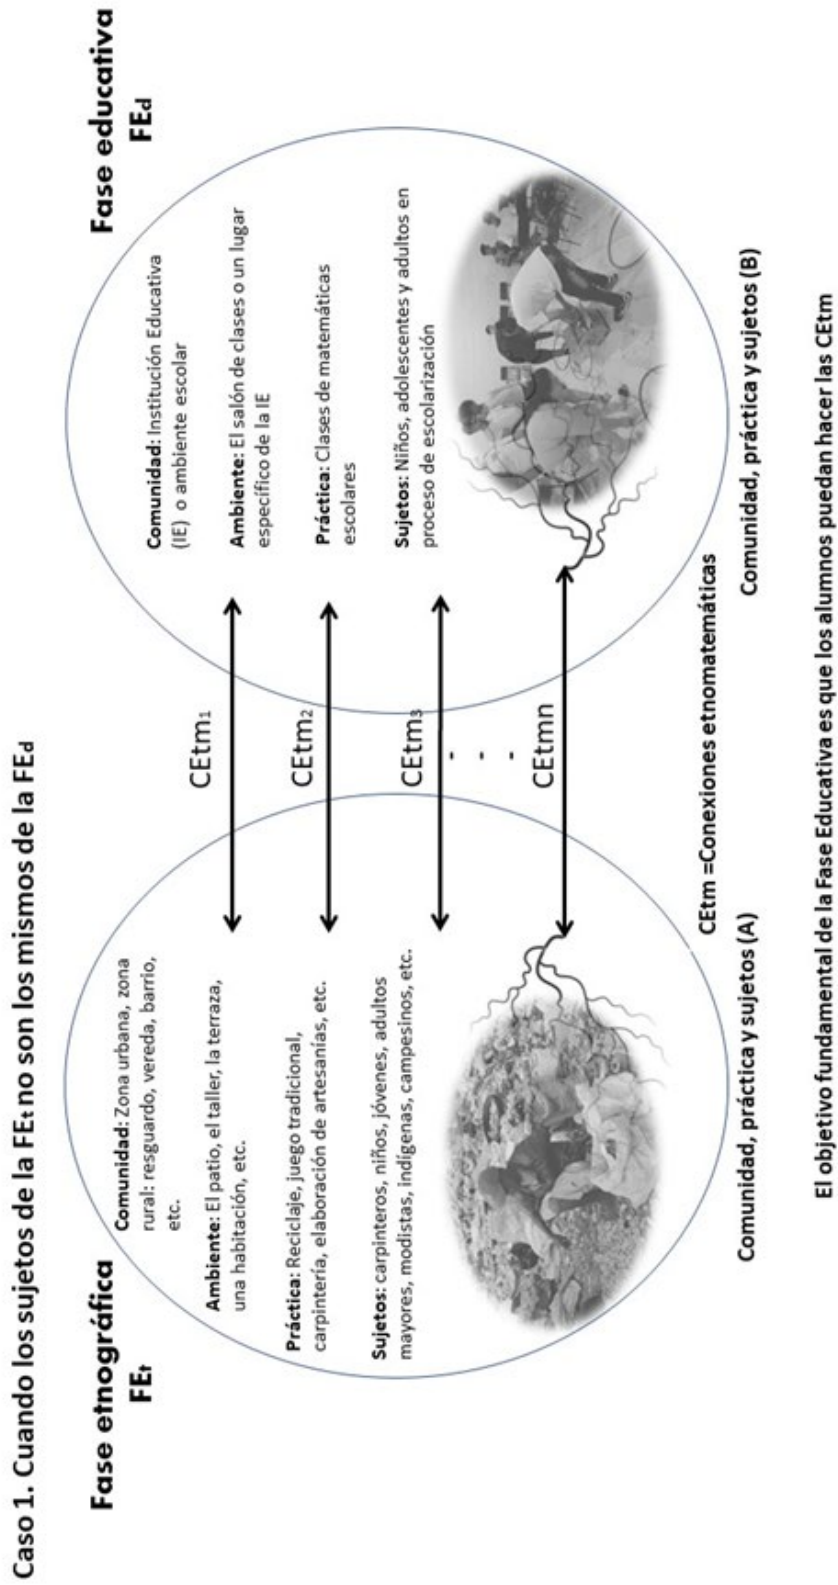 Caso 1. Cuando los sujetos de la FEt no son los mismos de la FEd
Fase etnográfica
FEt
Comunidad: Zona urbana, zona
rural: resguardo, vereda, barrio,
etc.
Ambiente: El patio, el taller, la terraza,
una habitación, etc.
Práctica: Reciclaje, juego tradicional,
carpintería, elaboración de artesanías, etc.
Sujetos: carpinteros, niños, jóvenes, adultos
mayores, modistas, indígenas, campesinos, etc.
Comunidad, práctica y sujetos (A)
CEtm1
CEtm2
CEtm3
- - -
CEtmn
CEtm =Conexiones etnomatemáticas
Fase educativa
FEd
Comunidad: Institución Educativa
(IE) o ambiente escolar
Ambiente: El salón de clases o un lugar
específico de la IE
Práctica: Clases de matemáticas
escolares
Sujetos: Niños, adolescentes y adultos en
proceso de escolarización
Comunidad, práctica y sujetos (B)
El objetivo fundamental de la Fase Educativa es que los alumnos puedan hacer las CEtm